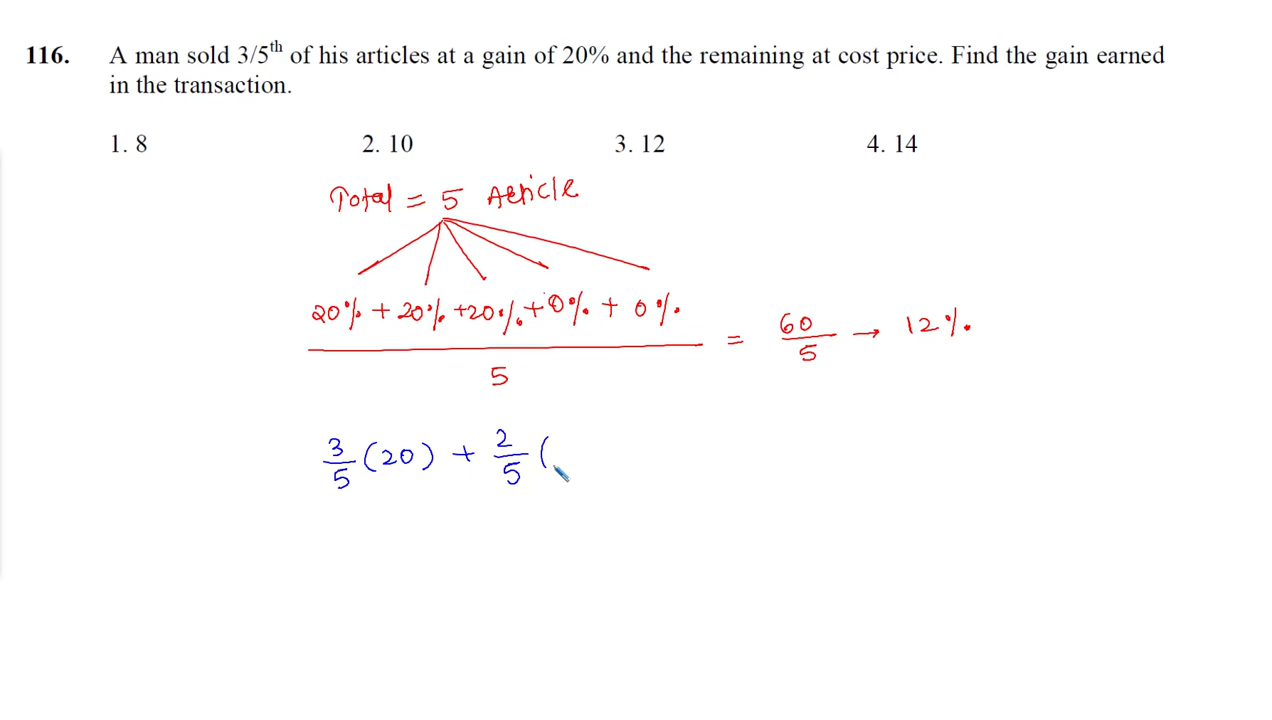 116. A man sold 3/5th of his articles at a gain of 20% and the remaining at cost price. Find the gain earned
in the transaction.
1. 8 2. 10 3. 12 4. 14
Total = 5 Article
20% + 20% + 20% + 0% + 0%
5
= 60/5 → 12%
3/5 (20) + 2/5 (